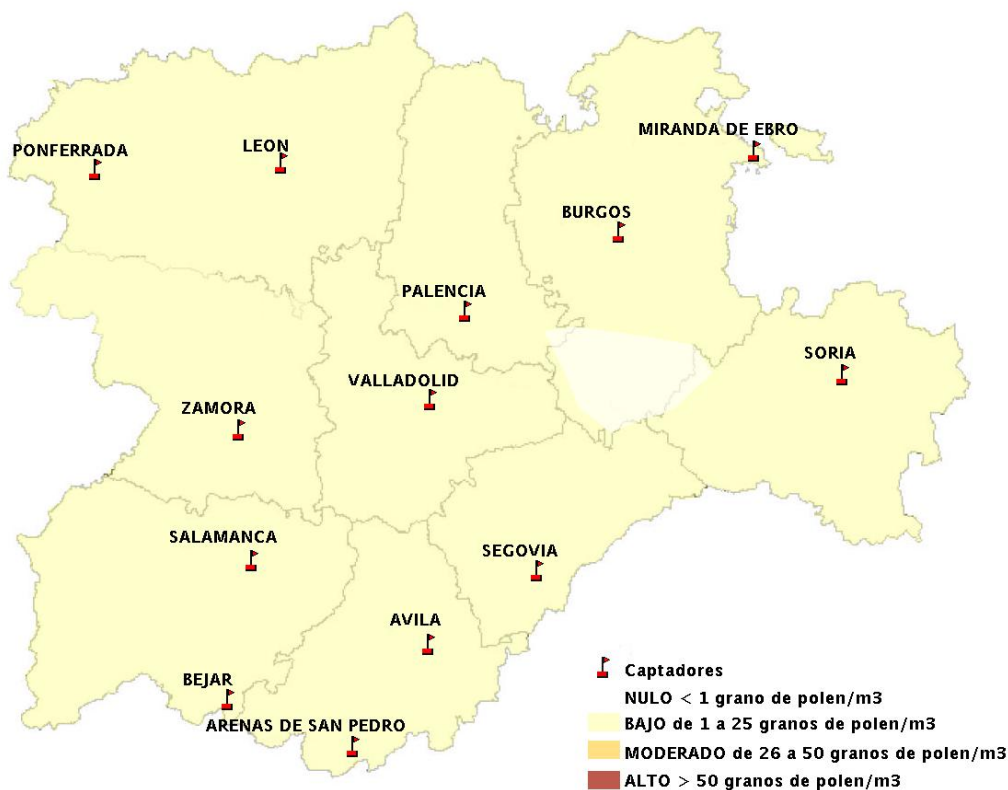 MIRANDA DE EBRO
PONFERRADA
LEON
BURGOS
PALENCIA
SORIA
VALLADOLID
ZAMORA
SALAMANCA
SEGOVIA
AVILA
BEJAR
ARENAS DE SAN PEDRO
Captadores
NULO < 1 grano de polen/m3
BAJO de 1 a 25 granos de polen/m3
MODERADO de 26 a 50 granos de polen/m3
ALTO > 50 granos de polen/m3